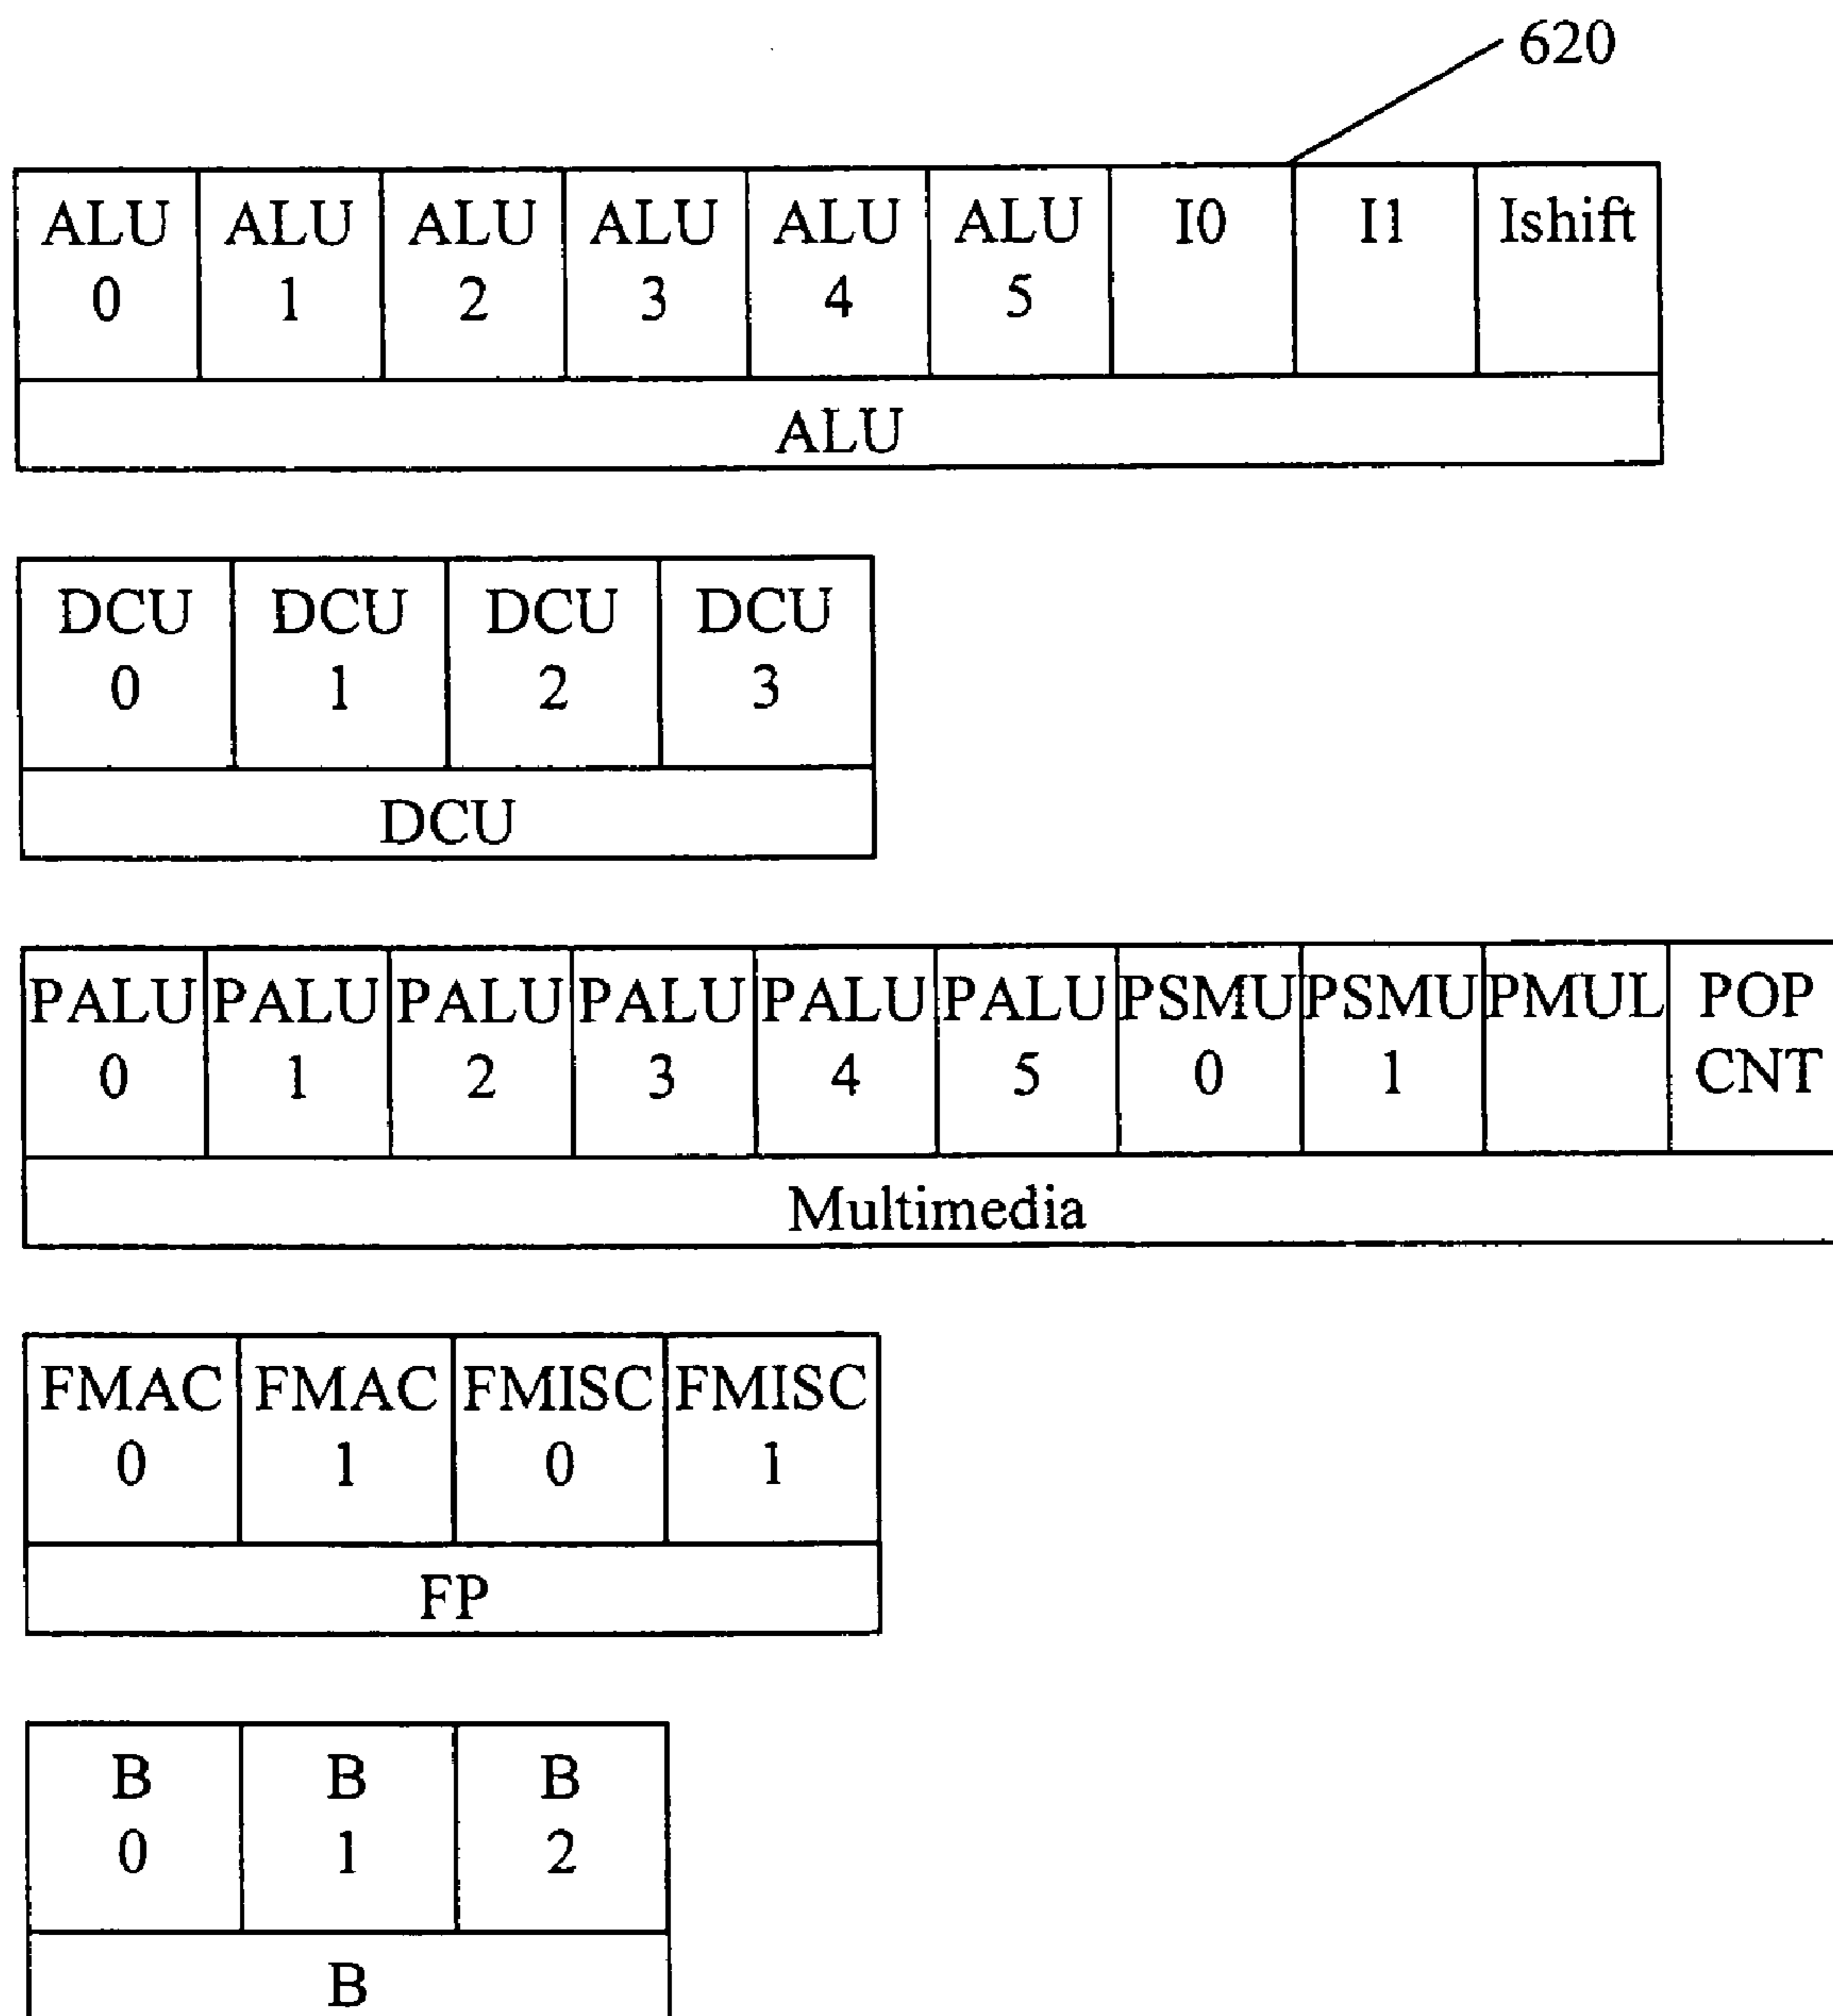 620
ALU ALU ALU ALU ALU ALU I0 I1 Ishift
0 1 2 3 4 5
ALU
DCU DCU DCU DCU
0 1 2 3
DCU
PALU PALU PALU PALU PALU PALU PSMU PSMU PMUL POP
0 1 2 3 4 5 0 1 CNT
Multimedia
FMAC FMAC FMISC FMISC
0 1 0 1
FP
B B B
0 1 2
B